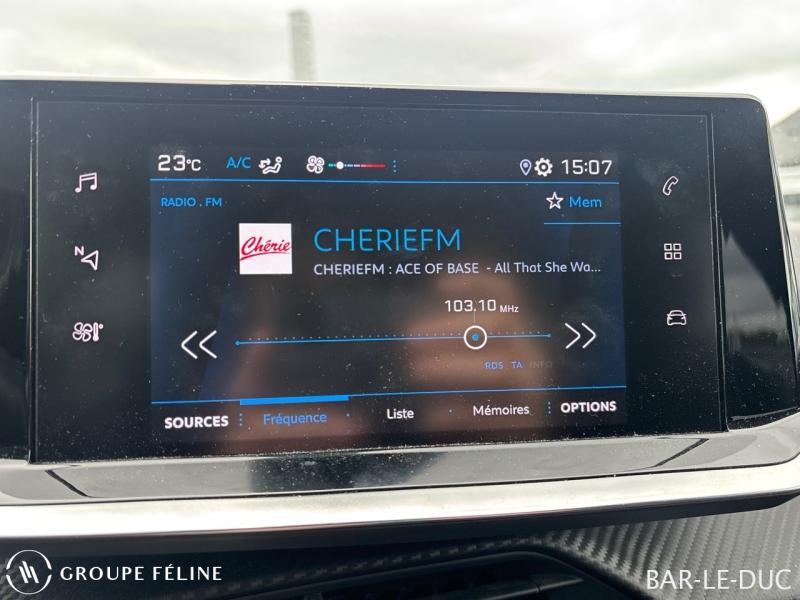 23°C A/C 15:07
RADIO . FM Mem
Chérie
CHERIEFM
CHERIEFM : ACE OF BASE - All That She Wa...
103.10 MHz
RDS . TA . INFO
SOURCES Fréquence Liste Mémoires OPTIONS
N
GROUPE FÉLINE
BAR-LE-DUC